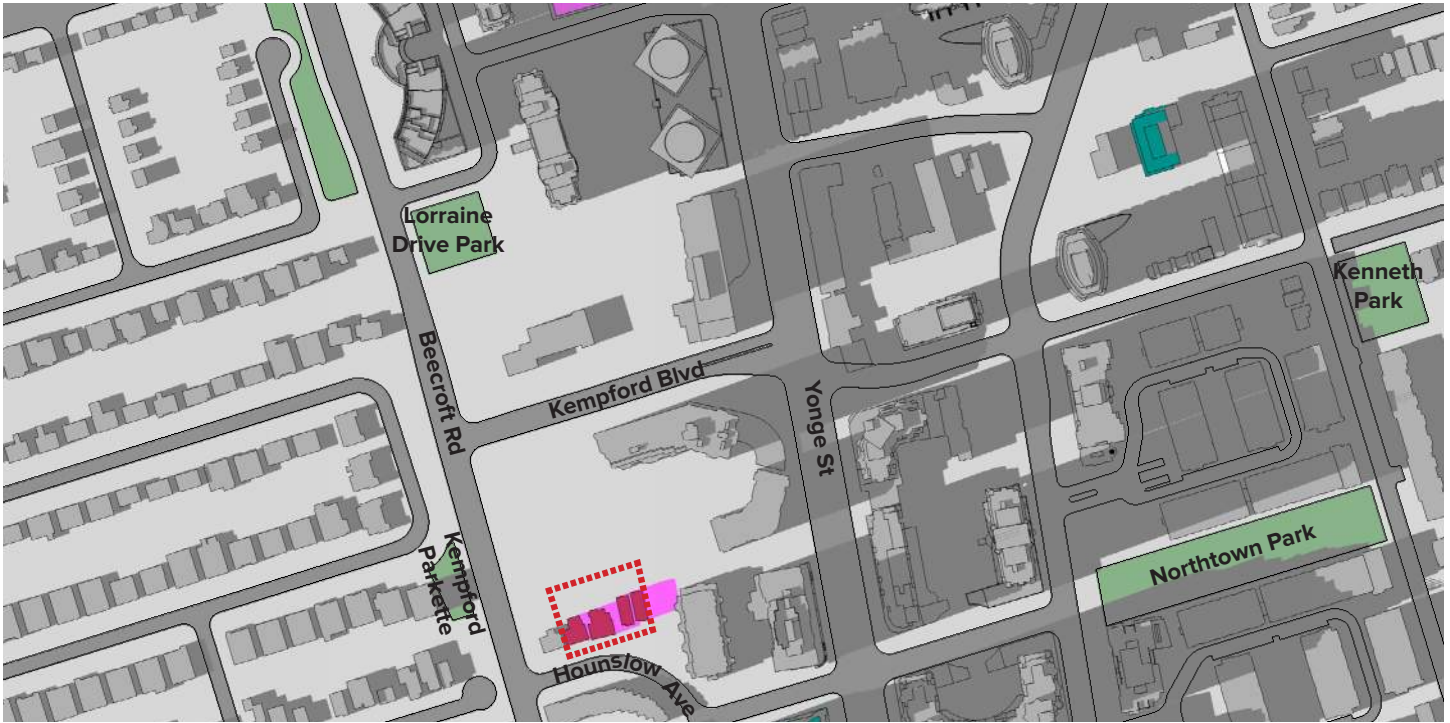 Lorraine
Drive Park
Kenneth
Park
Beecroft Rd
Kempford Blvd
Yonge St
Kempford
Parkette
Northtown Park
Hounslow Ave